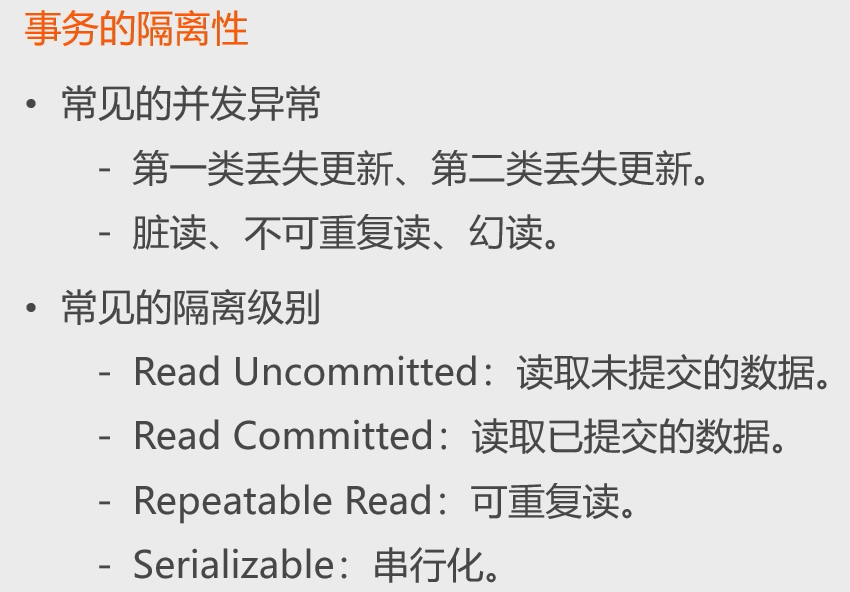 事务的隔离性
• 常见的并发异常
- 第一类丢失更新、第二类丢失更新。
- 脏读、不可重复读、幻读。
• 常见的隔离级别
- Read Uncommitted：读取未提交的数据。
- Read Committed：读取已提交的数据。
- Repeatable Read：可重复读。
- Serializable：串行化。